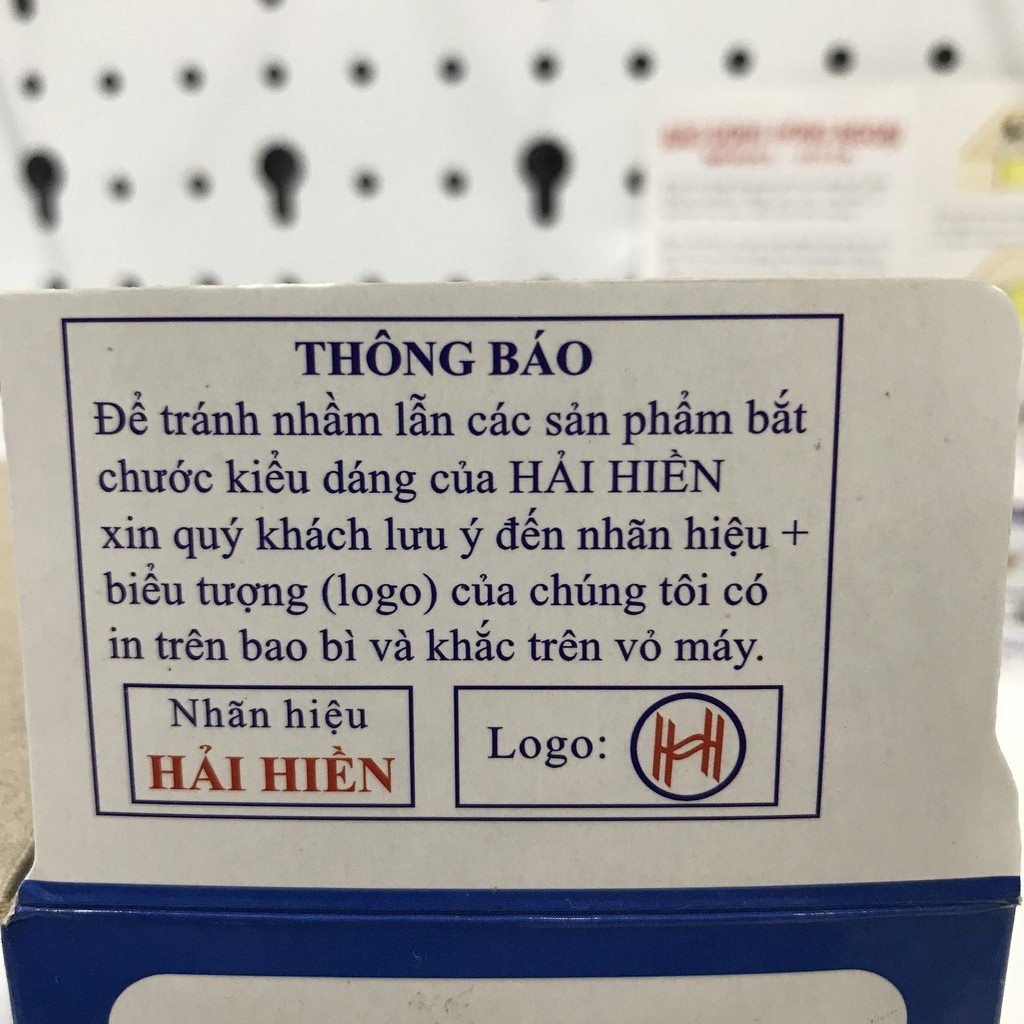 THÔNG BÁO
Để tránh nhầm lẫn các sản phẩm bắt
chước kiểu dáng của HẢI HIỀN
xin quý khách lưu ý đến nhãn hiệu +
biểu tượng (logo) của chúng tôi có
in trên bao bì và khắc trên vỏ máy.
Nhãn hiệu
HẢI HIỀN
Logo: